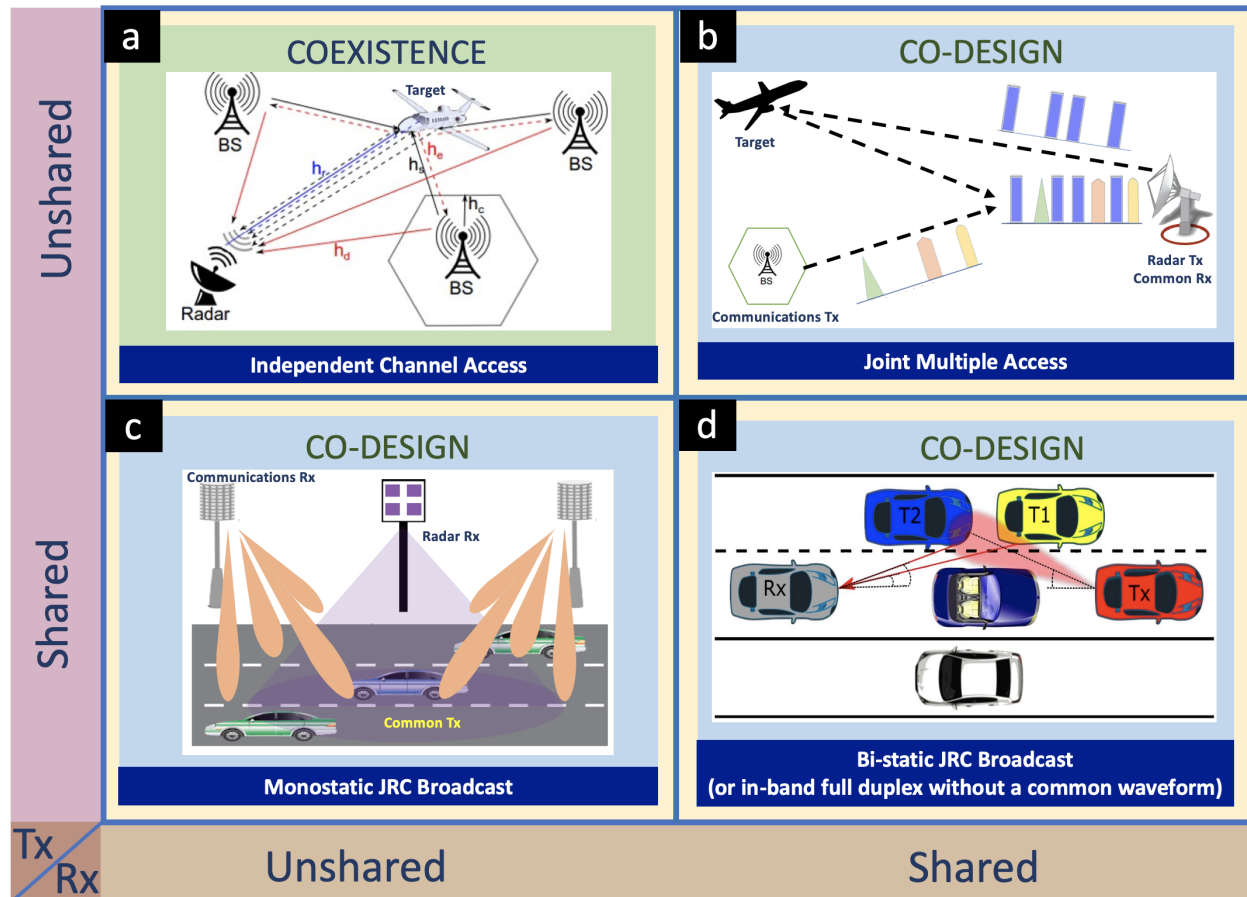 Unshared
Shared
a
COEXISTENCE
BS
Target
BS
h_r
h_s
h_e
h_c
h_d
BS
Radar
Independent Channel Access
b
CO-DESIGN
Target
BS
Communications Tx
Radar Tx
Common Rx
Joint Multiple Access
c
CO-DESIGN
Communications Rx
Radar Rx
Common Tx
Monostatic JRC Broadcast
d
CO-DESIGN
T2
T1
Rx
Tx
Bi-static JRC Broadcast
(or in-band full duplex without a common waveform)
Tx
Rx
Unshared
Shared